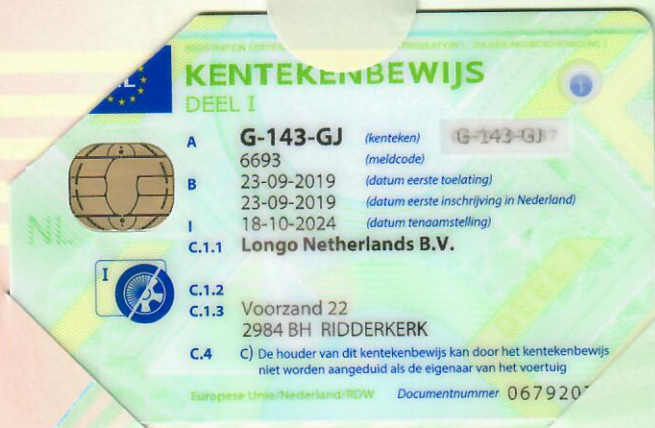 KENTEKENBEWIJS
DEEL I
A G-143-GJ (kenteken) G-143-GJ
6693 (meldcode)
B 23-09-2019 (datum eerste toelating)
23-09-2019 (datum eerste inschrijving in Nederland)
I 18-10-2024 (datum tenaamstelling)
C.1.1 Longo Netherlands B.V.
I
C.1.2
C.1.3 Voorzand 22
2984 BH RIDDERKERK
C.4 C) De houder van dit kentekenbewijs kan door het kentekenbewijs
niet worden aangeduid als de eigenaar van het voertuig
Europese Unie/Nederland/RDW Documentnummer 067920
NL
DEEL I